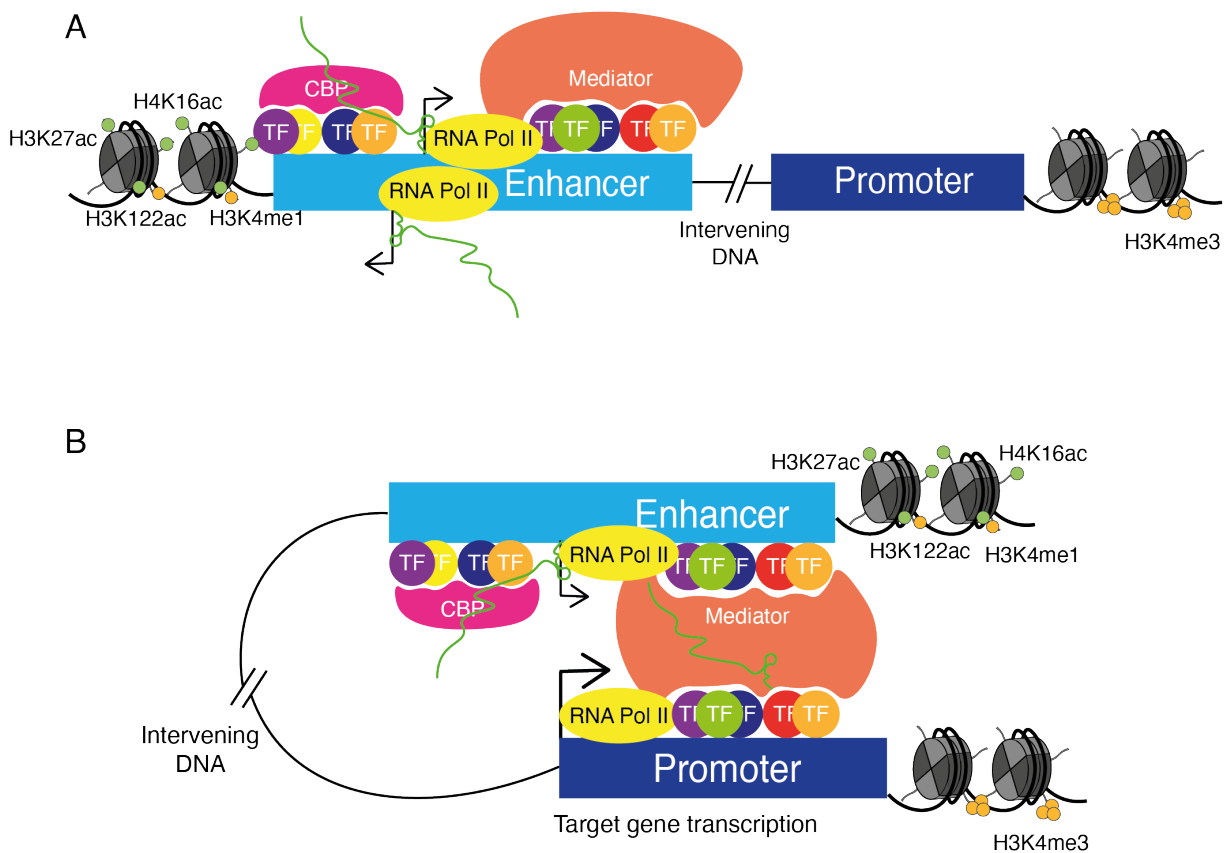 A
CBP
Mediator
H4K16ac
H3K27ac
TF
F
TF
TF
RNA Pol II
TF
TF
F
TF
TF
RNA Pol II
Enhancer
Promoter
H3K122ac
H3K4me1
Intervening
DNA
H3K4me3
B
H3K27ac
H4K16ac
Enhancer
TF
F
TF
TF
RNA Pol II
TF
TF
F
TF
TF
H3K122ac
H3K4me1
CBP
Mediator
RNA Pol II
TF
TF
F
TF
TF
Intervening
DNA
Promoter
Target gene transcription
H3K4me3